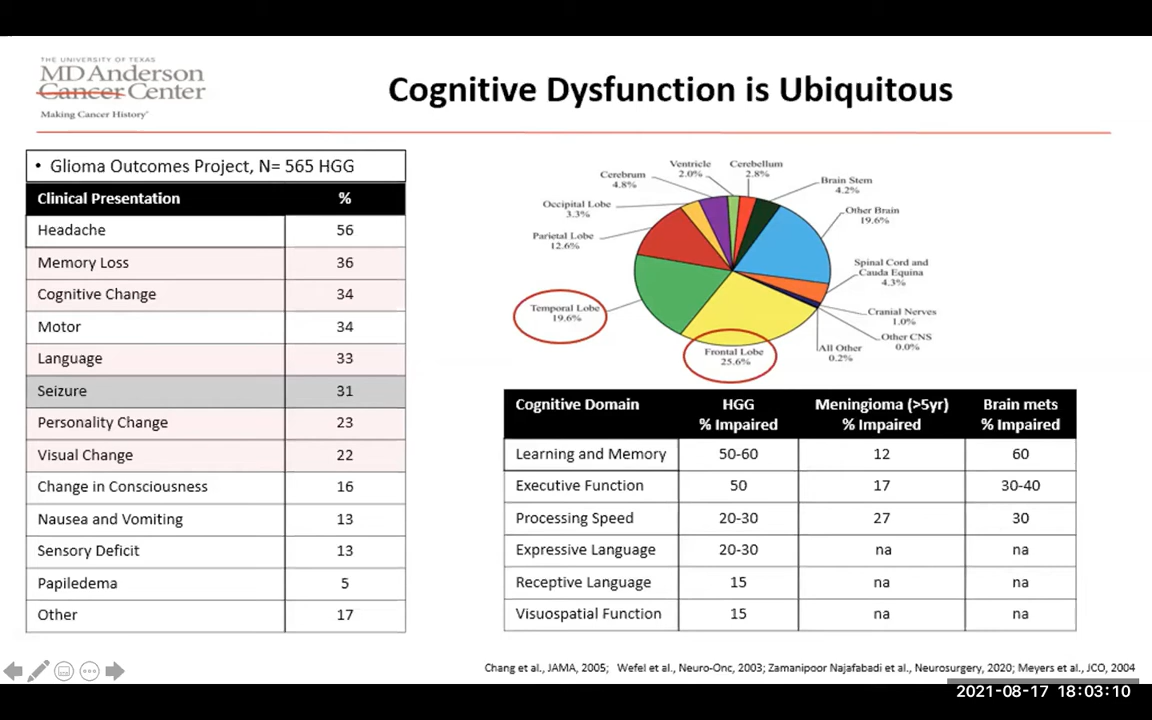 THE UNIVERSITY OF TEXAS
MD Anderson
Cancer Center
Making Cancer History®
Cognitive Dysfunction is Ubiquitous
• Glioma Outcomes Project, N= 565 HGG
Clinical Presentation %
Headache 56
Memory Loss 36
Cognitive Change 34
Motor 34
Language 33
Seizure 31
Personality Change 23
Visual Change 22
Change in Consciousness 16
Nausea and Vomiting 13
Sensory Deficit 13
Papiledema 5
Other 17
Ventricle
2.0%
Cerebellum
2.8%
Cerebrum
4.8%
Brain Stem
4.2%
Occipital Lobe
3.3%
Other Brain
19.6%
Parietal Lobe
12.6%
Spinal Cord and
Cauda Equina
4.3%
Temporal Lobe
19.6%
Cranial Nerves
1.0%
Other CNS
0.0%
All Other
0.2%
Frontal Lobe
25.6%
Cognitive Domain HGG % Impaired Meningioma (>5yr) % Impaired Brain mets % Impaired
Learning and Memory 50-60 12 60
Executive Function 50 17 30-40
Processing Speed 20-30 27 30
Expressive Language 20-30 na na
Receptive Language 15 na na
Visuospatial Function 15 na na
Chang et al., JAMA, 2005; Wefel et al., Neuro-Onc, 2003; Zamanipoor Najafabadi et al., Neurosurgery, 2020; Meyers et al., JCO, 2004
2021-08-17 18:03:10